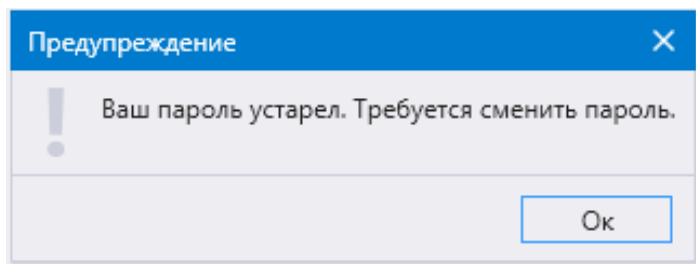 Предупреждение
Ваш пароль устарел. Требуется сменить пароль.
Ок